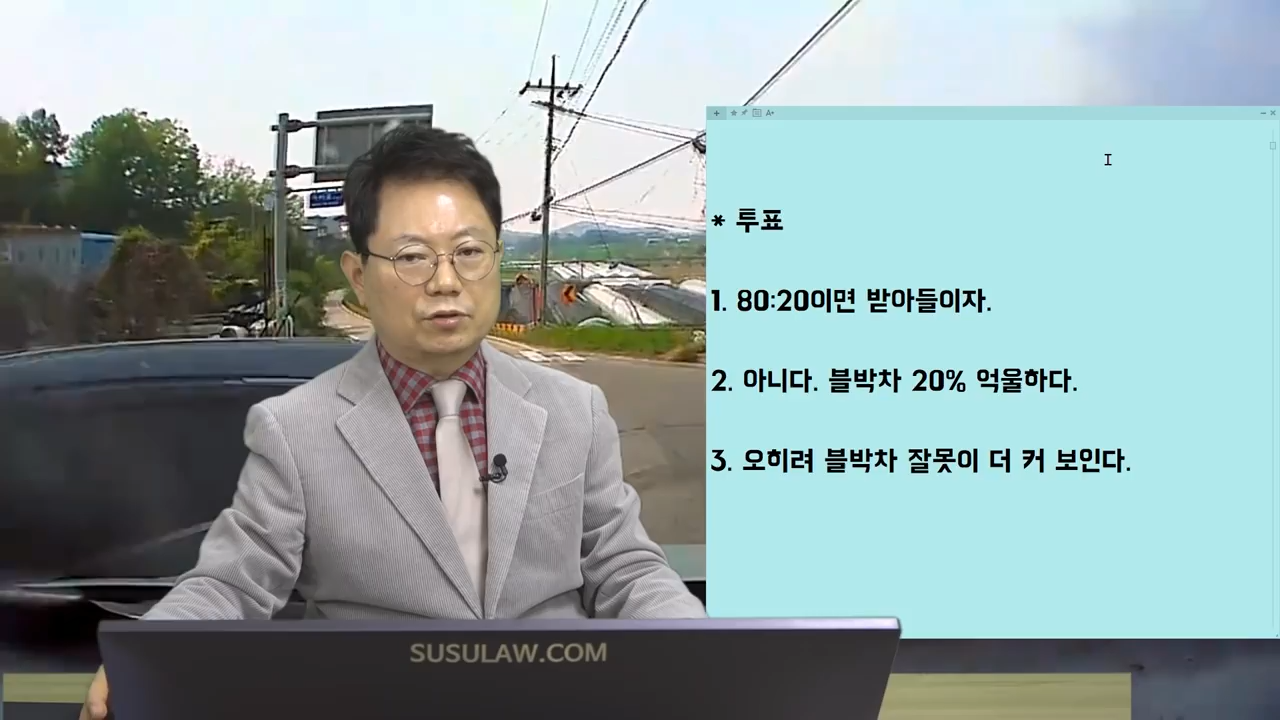 * 투표
1. 80:20이면 받아들이자.
2. 아니다. 블박차 20% 억울하다.
3. 오히려 블박차 잘못이 더 커 보인다.
SUSULAW.COM